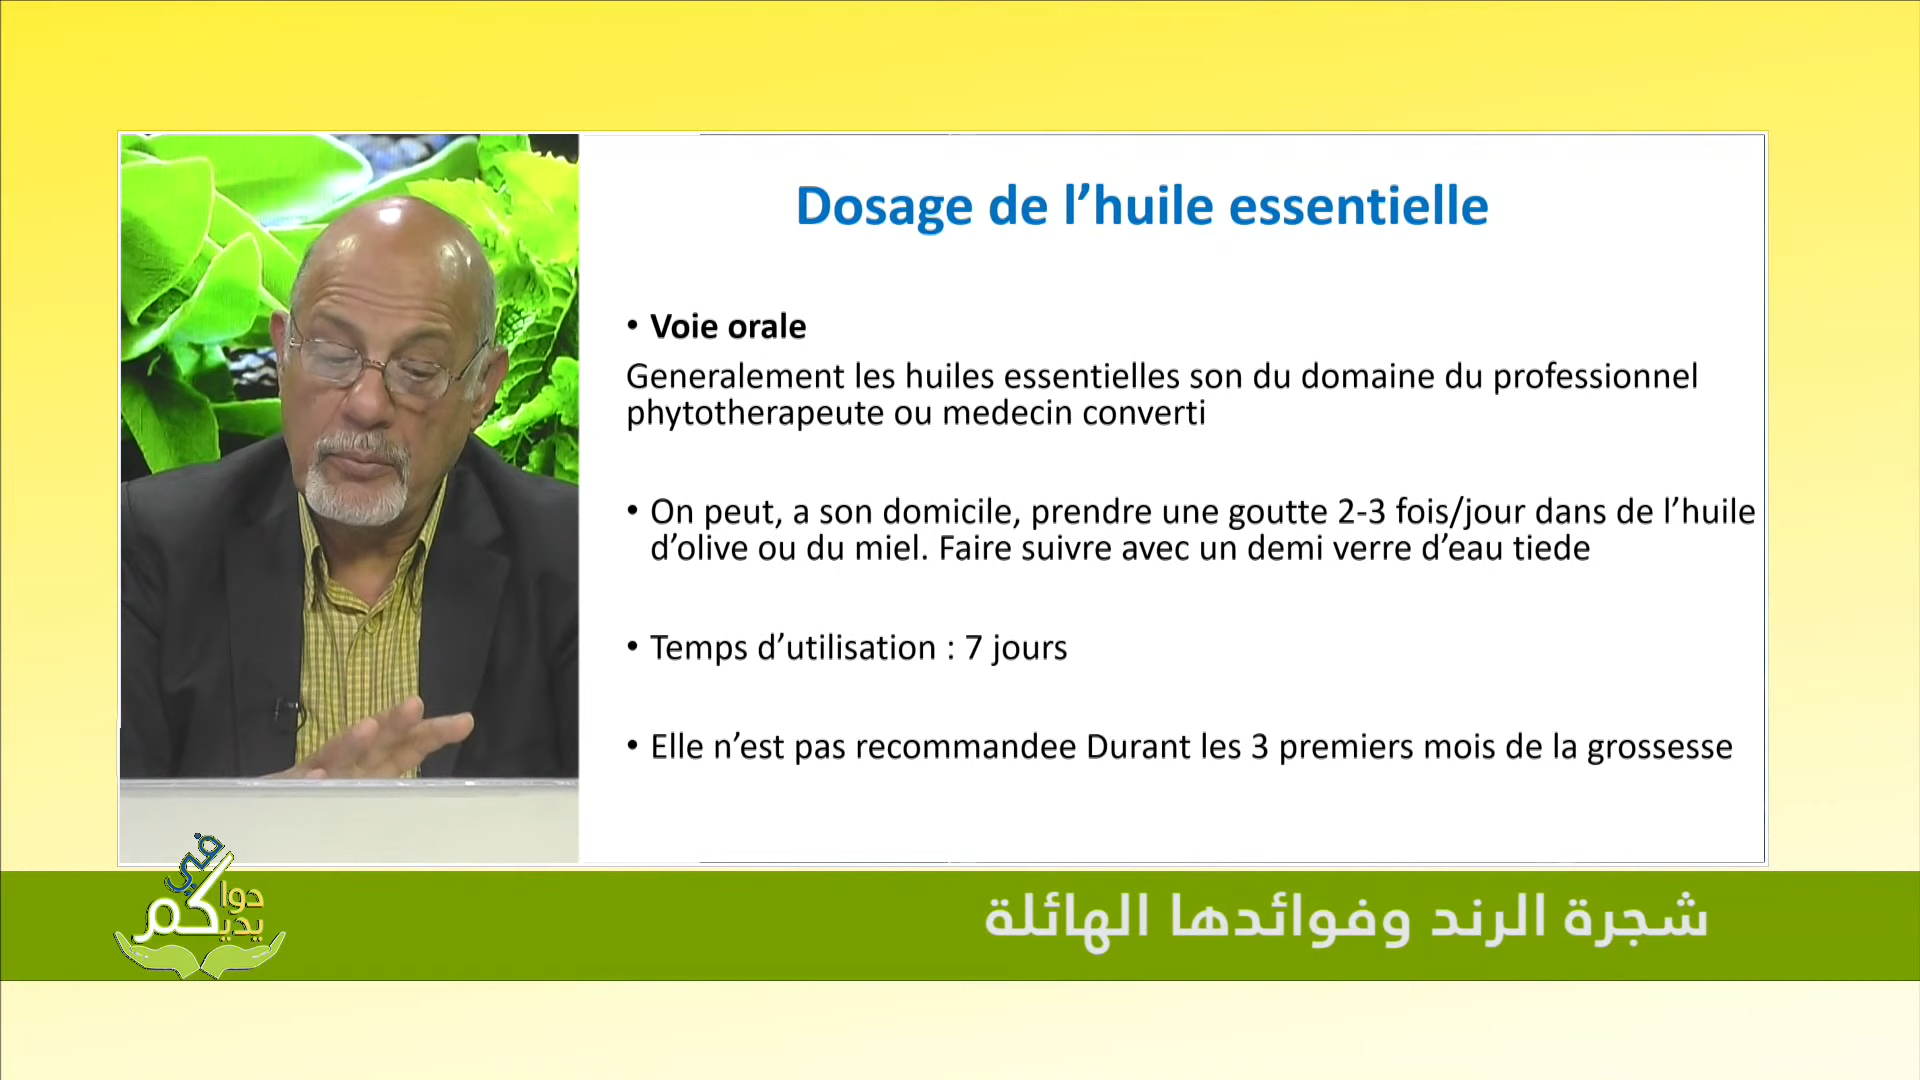 Dosage de l’huile essentielle
• Voie orale
Generalement les huiles essentielles son du domaine du professionnel
phytotherapeute ou medecin converti
• On peut, a son domicile, prendre une goutte 2-3 fois/jour dans de l’huile
d’olive ou du miel. Faire suivre avec un demi verre d’eau tiede
• Temps d’utilisation : 7 jours
• Elle n’est pas recommandee Durant les 3 premiers mois de la grossesse
شجرة الرند وفوائدها الهائلة
دواكم
في
يديكم